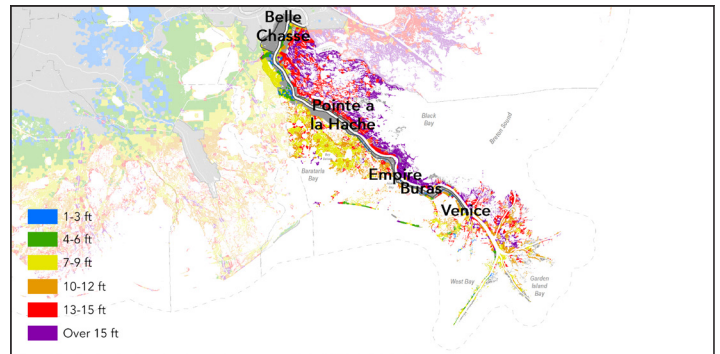 Belle
Chasse
Pointe a
la Hache
Black
Bay
Breton Sound
Barataria
Bay
Empire
Buras
Venice
1-3 ft
4-6 ft
7-9 ft
10-12 ft
13-15 ft
Over 15 ft
West Bay
Garden
Island
Bay